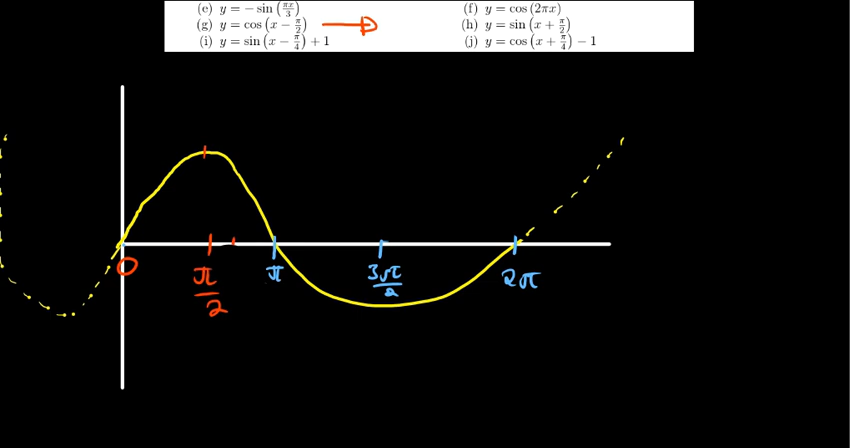 (e) y = − sin (πx/3) (f) y = cos (2πx)
(g) y = cos (x − π/2) (h) y = sin (x + π/2)
(i) y = sin (x − π/4) + 1 (j) y = cos (x + π/4) − 1
0 π/2 π 3π/2 2π